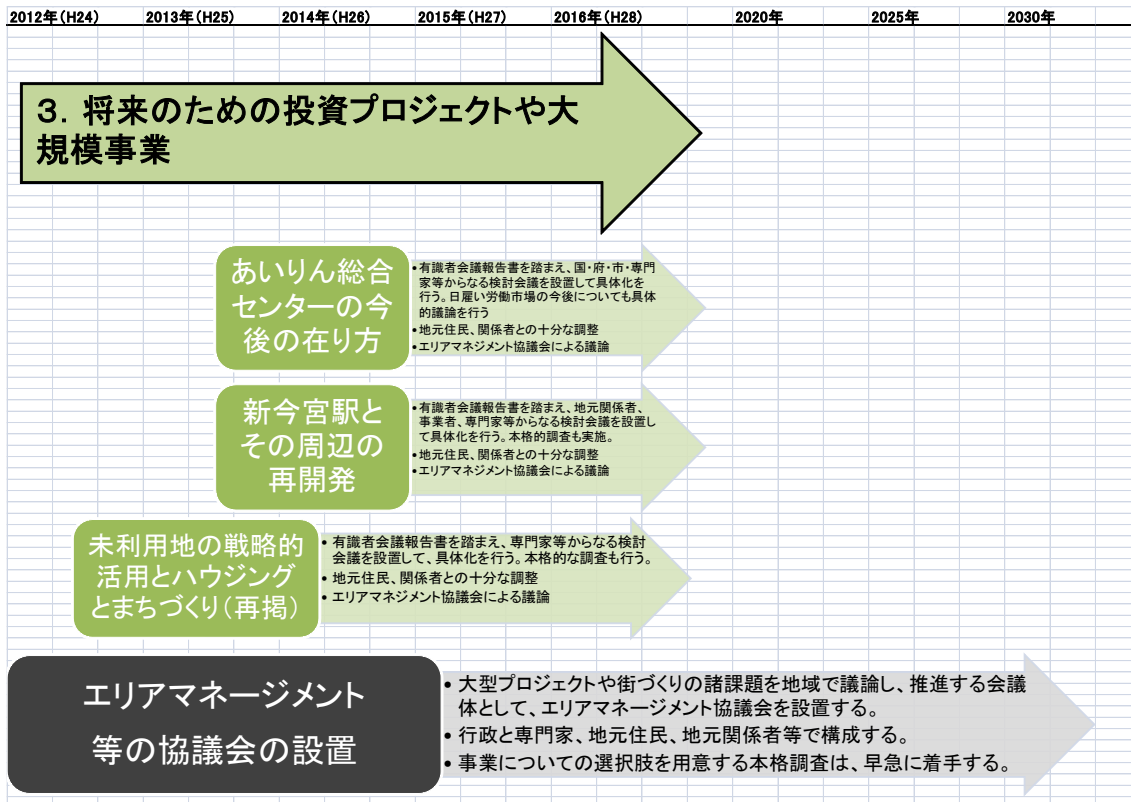 2012年(H24) 2013年(H25) 2014年(H26) 2015年(H27) 2016年(H28) 2020年 2025年 2030年
３．将来のための投資プロジェクトや大
規模事業
あいりん総合
センターの今
後の在り方
•有識者会議報告書を踏まえ、国・府・市・専門
家等からなる検討会議を設置して具体化を
行う。日雇い労働市場の今後についても具体
的議論を行う
•地元住民、関係者との十分な調整
•エリアマネジメント協議会による議論
新今宮駅と
その周辺の
再開発
•有識者会議報告書を踏まえ、地元関係者、
事業者、専門家等からなる検討会議を設置し
て具体化を行う。本格的調査も実施。
•地元住民、関係者との十分な調整
•エリアマネジメント協議会による議論
未利用地の戦略的
活用とハウジング
とまちづくり（再掲）
• 有識者会議報告書を踏まえ、専門家等からなる検討
会議を設置して、具体化を行う。本格的な調査も行う。
• 地元住民、関係者との十分な調整
• エリアマネジメント協議会による議論
エリアマネージメント
等の協議会の設置
• 大型プロジェクトや街づくりの諸課題を地域で議論し、推進する会議
体として、エリアマネージメント協議会を設置する。
• 行政と専門家、地元住民、地元関係者等で構成する。
• 事業についての選択肢を用意する本格調査は、早急に着手する。